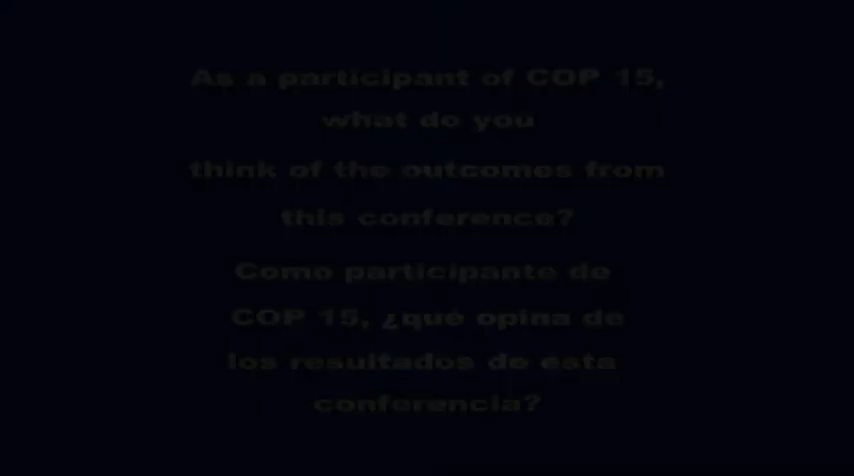 As a participant of COP 15,
what do you
think of the outcomes from
this conference?
Como participante de
COP 15, ¿qué opina de
los resultados de esta
conferencia?